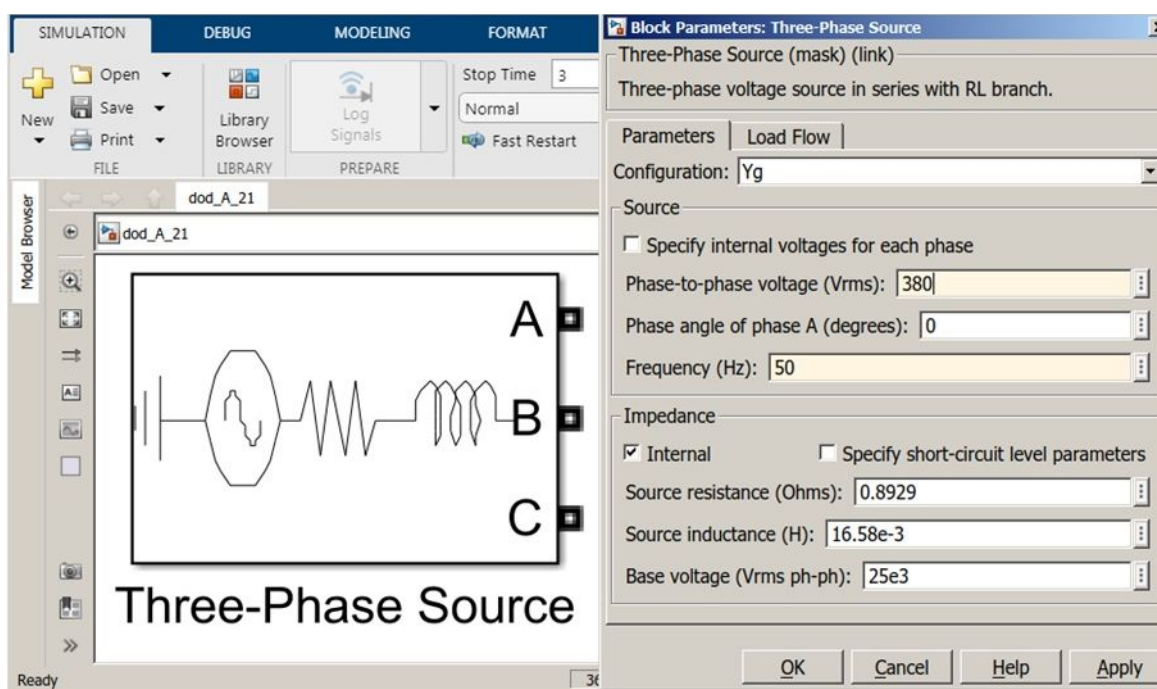 SIMULATION DEBUG MODELING FORMAT
New
Open
Save
Print
FILE
Library
Browser
LIBRARY
Log
Signals
PREPARE
Stop Time 3
Normal
Fast Restart
Model Browser
dod_A_21
dod_A_21
A
B
C
Three-Phase Source
Ready
36
Block Parameters: Three-Phase Source
Three-Phase Source (mask) (link)
Three-phase voltage source in series with RL branch.
Parameters Load Flow
Configuration: Yg
Source
Specify internal voltages for each phase
Phase-to-phase voltage (Vrms): 380
Phase angle of phase A (degrees): 0
Frequency (Hz): 50
Impedance
Internal Specify short-circuit level parameters
Source resistance (Ohms): 0.8929
Source inductance (H): 16.58e-3
Base voltage (Vrms ph-ph): 25e3
OK Cancel Help Apply